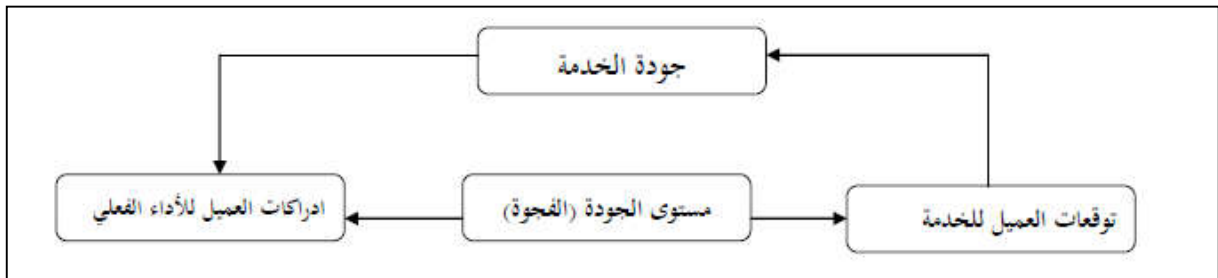 جودة الخدمة
ادراكات العميل للأداء الفعلي
مستوى الجودة (الفجوة)
توقعات العميل للخدمة